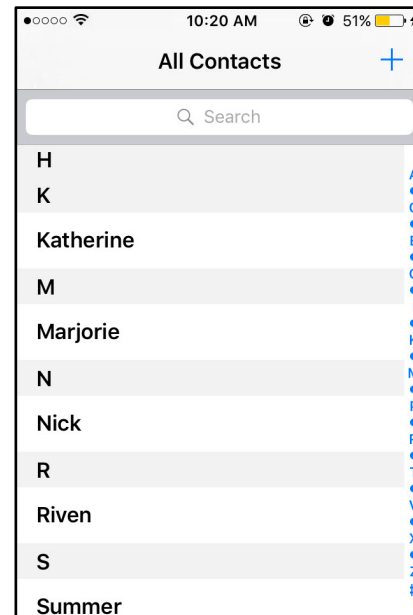 10:20 AM 51%
All Contacts +
Search
H
K
Katherine
M
Marjorie
N
Nick
R
Riven
S
Summer